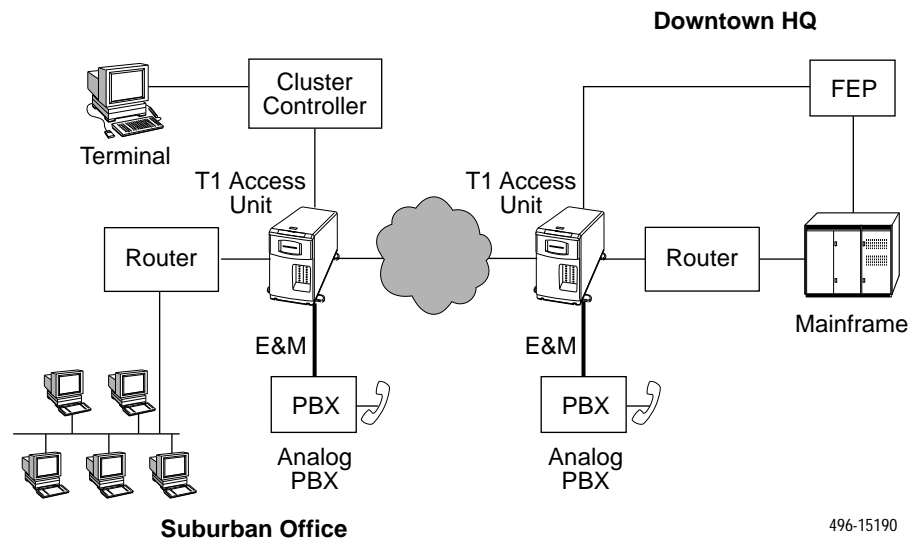 Downtown HQ
Cluster
Controller
FEP
Terminal
T1 Access
Unit
T1 Access
Unit
Router
Router
Mainframe
E&M
E&M
PBX
PBX
Analog
PBX
Analog
PBX
Suburban Office
496-15190